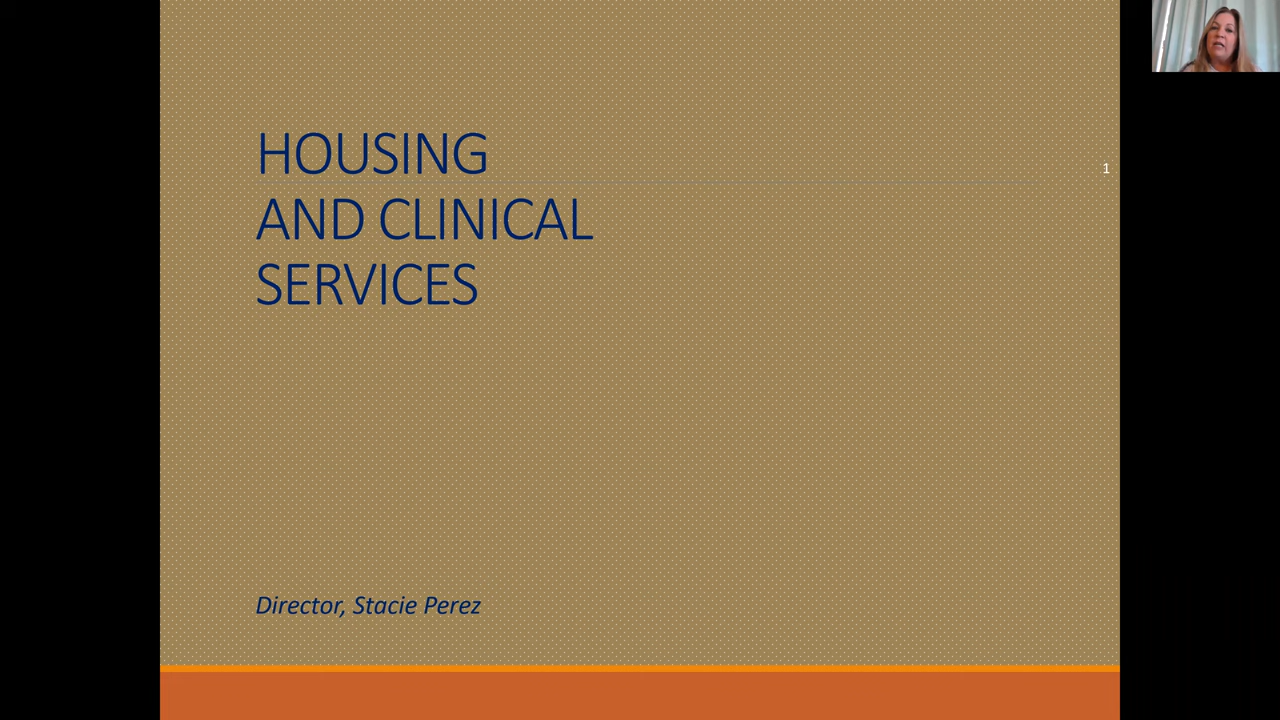 HOUSING
AND CLINICAL
SERVICES
1
Director, Stacie Perez